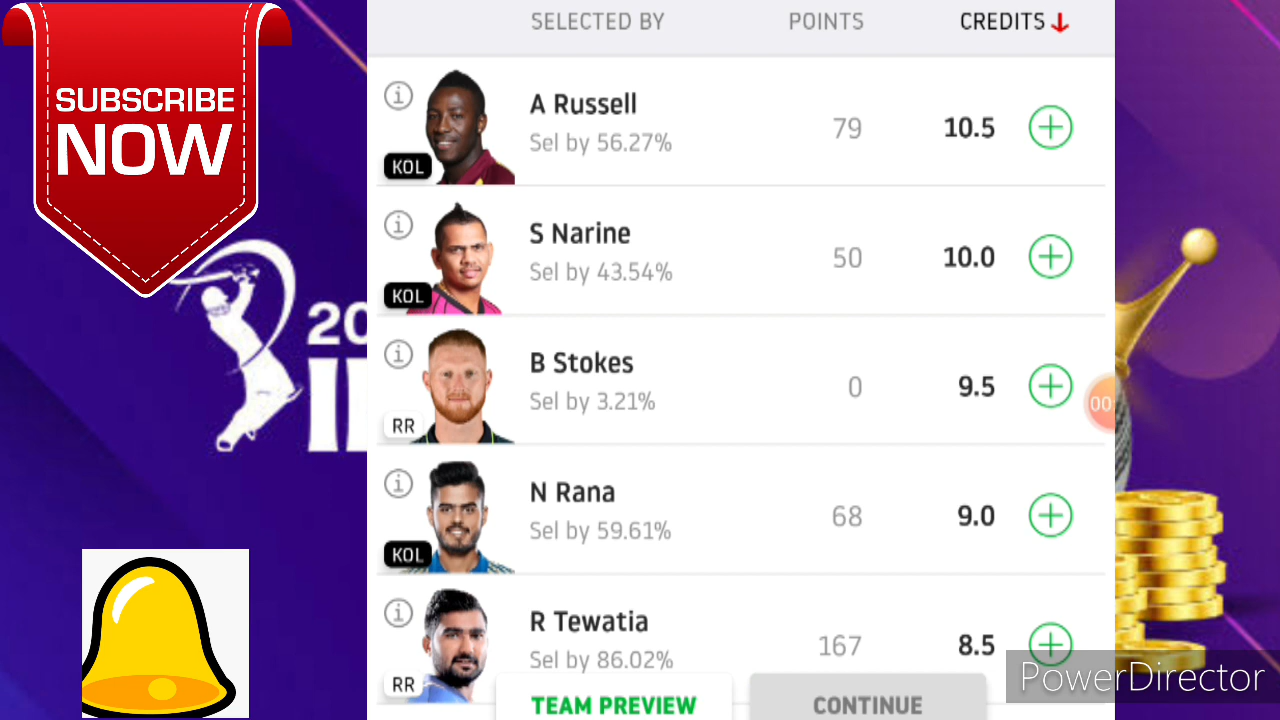 SUBSCRIBE
NOW
20
SELECTED BY
POINTS
CREDITS
A Russell
Sel by 56.27%
79
10.5
KOL
S Narine
Sel by 43.54%
50
10.0
KOL
B Stokes
Sel by 3.21%
0
9.5
RR
00
N Rana
Sel by 59.61%
68
9.0
KOL
R Tewatia
Sel by 86.02%
167
8.5
RR
TEAM PREVIEW
CONTINUE
PowerDirector